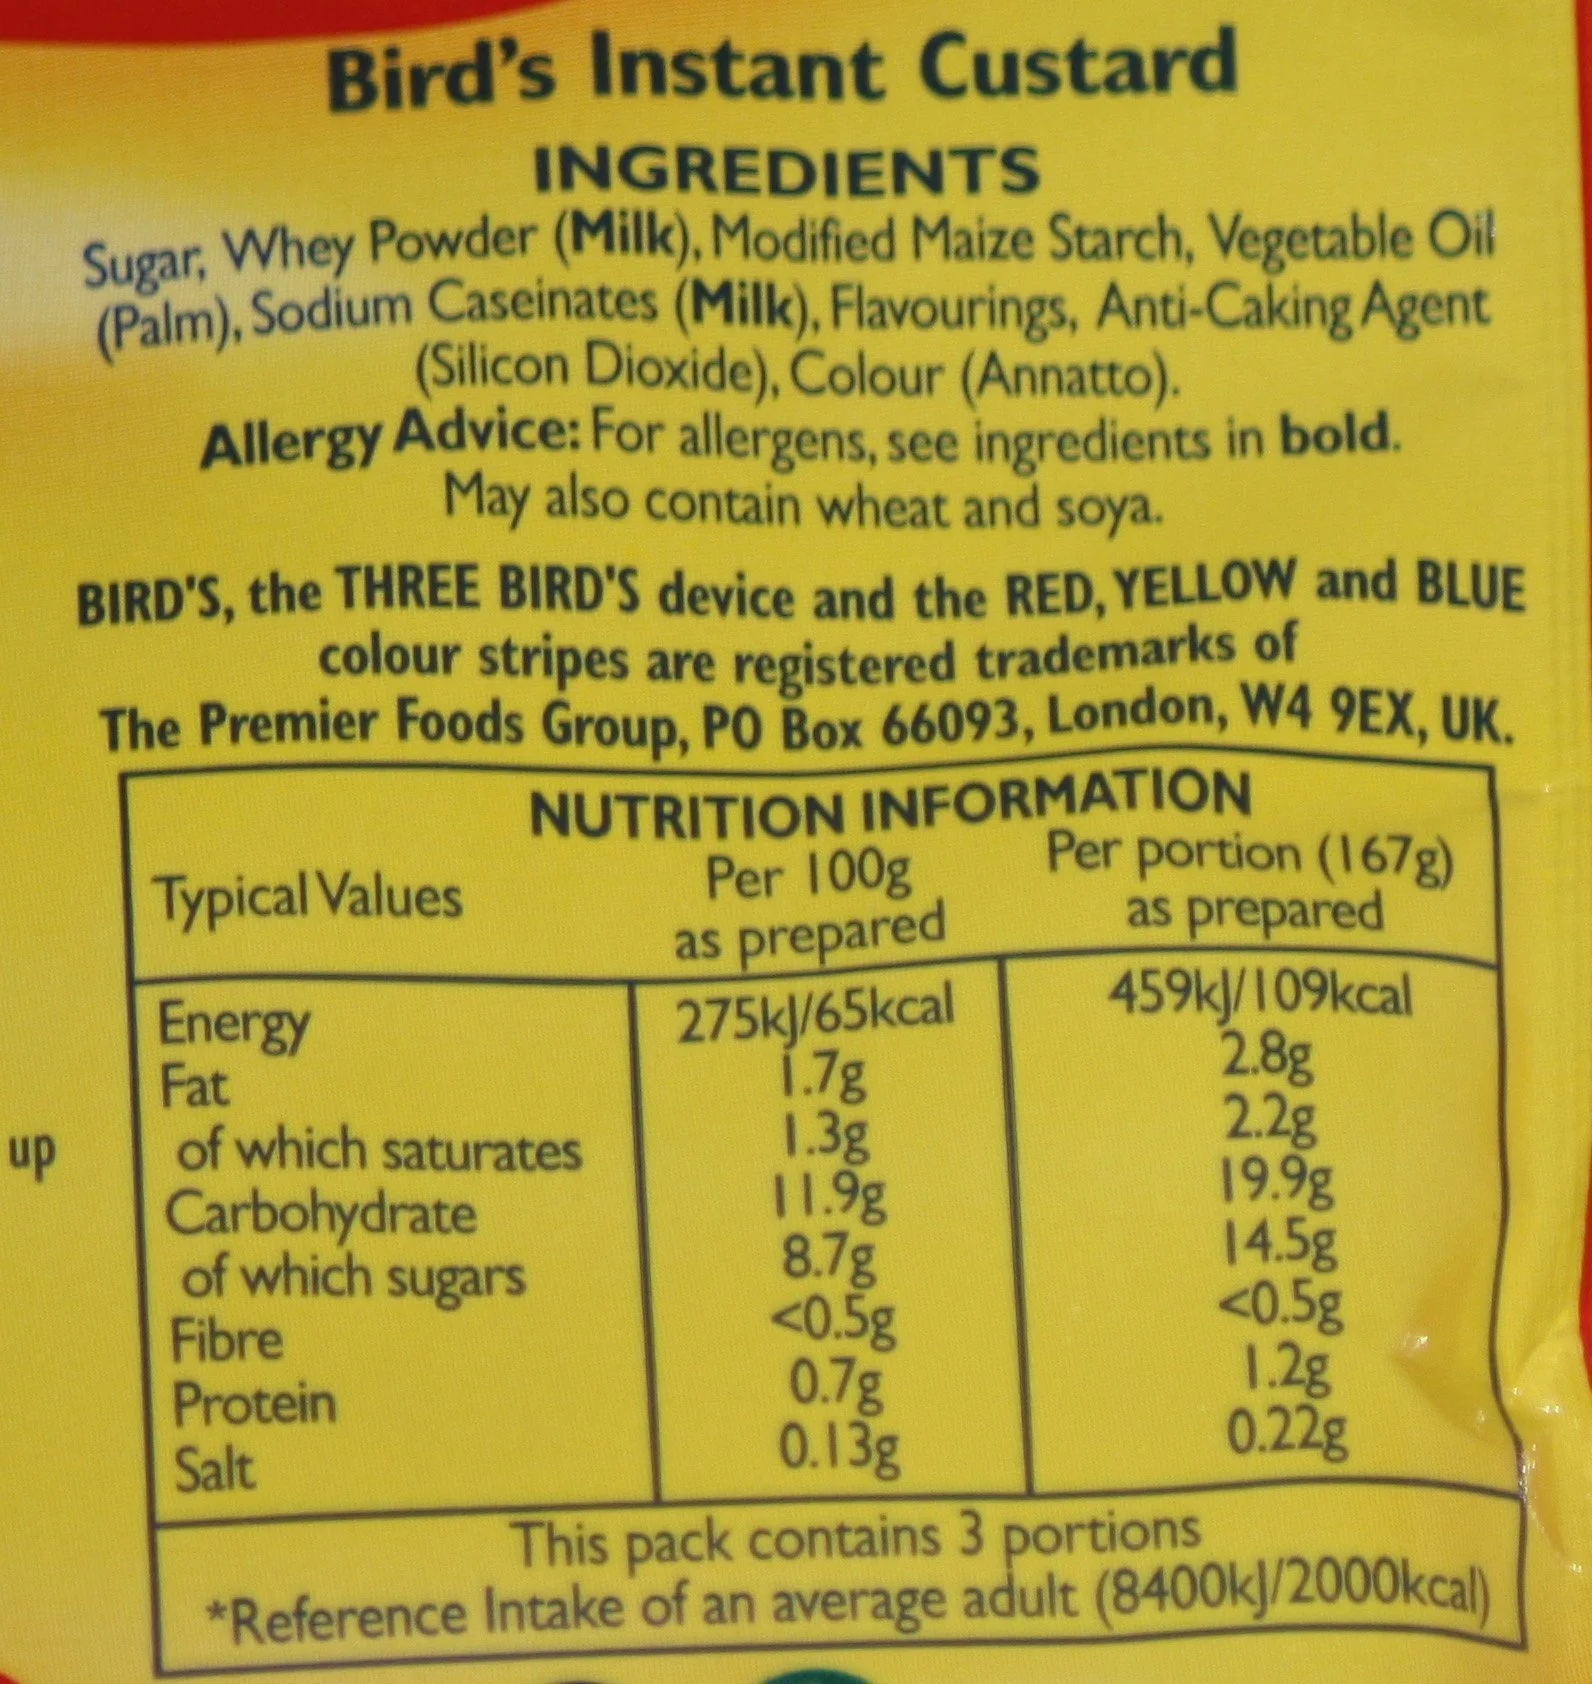 Bird's Instant Custard
INGREDIENTS
Sugar, Whey Powder (Milk), Modified Maize Starch, Vegetable Oil
(Palm), Sodium Caseinates (Milk), Flavourings, Anti-Caking Agent
(Silicon Dioxide), Colour (Annatto).
Allergy Advice: For allergens, see ingredients in bold.
May also contain wheat and soya.
BIRD'S, the THREE BIRD'S device and the RED, YELLOW and BLUE
colour stripes are registered trademarks of
The Premier Foods Group, PO Box 66093, London, W4 9EX, UK.
NUTRITION INFORMATION
Typical Values Per 100g as prepared Per portion (167g) as prepared
Energy 275kJ/65kcal 459kJ/109kcal
Fat 1.7g 2.8g
of which saturates 1.3g 2.2g
Carbohydrate 11.9g 19.9g
of which sugars 8.7g 14.5g
Fibre <0.5g <0.5g
Protein 0.7g 1.2g
Salt 0.13g 0.22g
This pack contains 3 portions
*Reference Intake of an average adult (8400kJ/2000kcal)
up